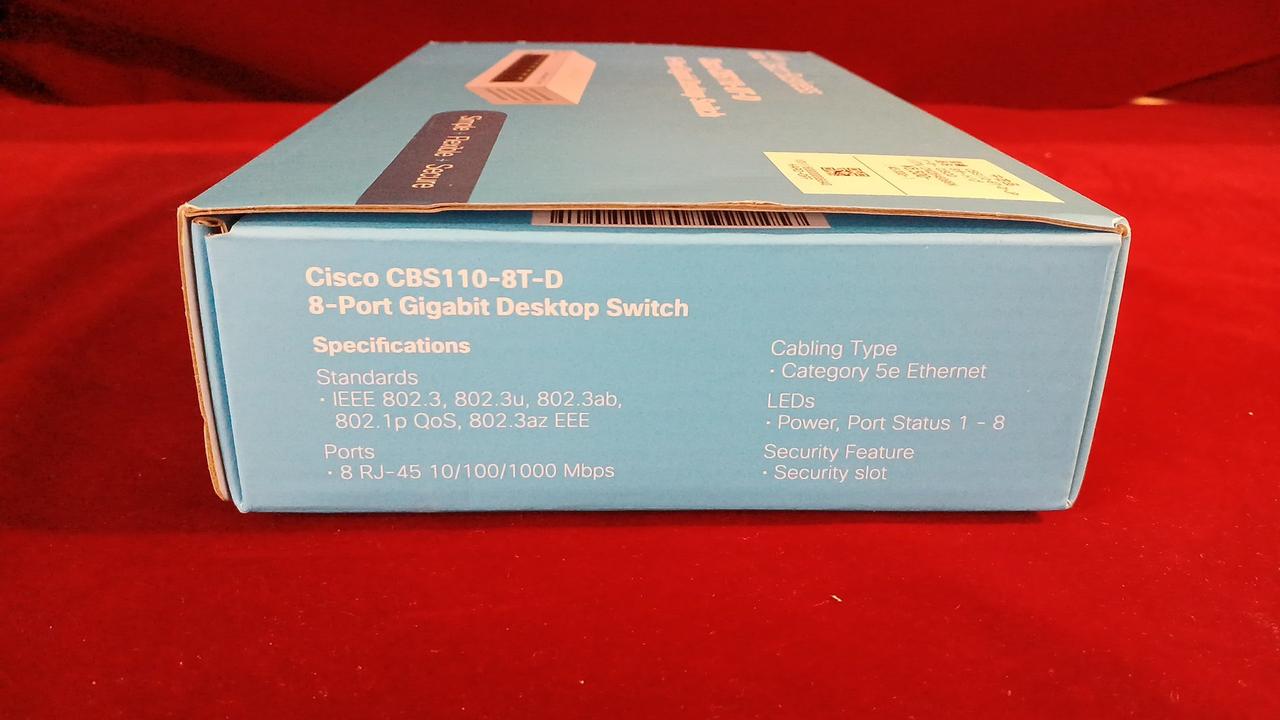 Simple • Flexible • Secure
Cisco CBS110-8T-D
8-Port Gigabit Desktop Switch
Specifications
Standards
• IEEE 802.3, 802.3u, 802.3ab,
802.1p QoS, 802.3az EEE
Ports
• 8 RJ-45 10/100/1000 Mbps
Cabling Type
• Category 5e Ethernet
LEDs
• Power, Port Status 1 - 8
Security Feature
• Security slot